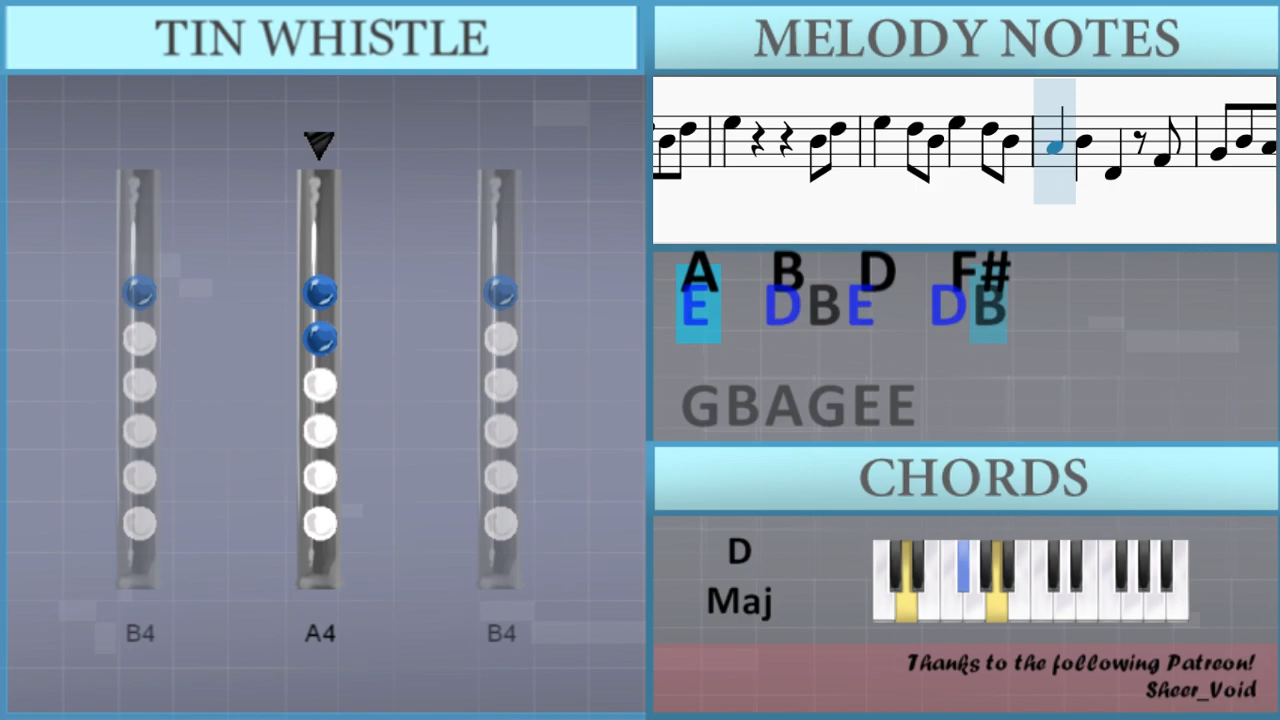 TIN WHISTLE
B4 A4 B4
MELODY NOTES
A B D F#
E DBE DB
GBAGEE
CHORDS
D
Maj
Thanks to the following Patreon!
Sheer_Void